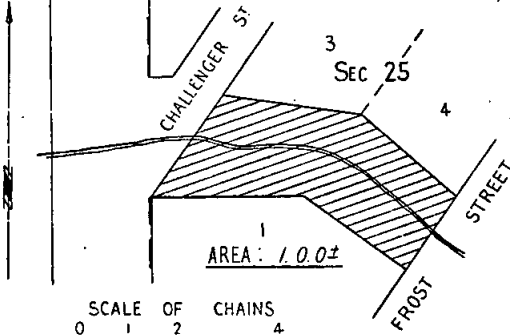 CHALLENGER ST
3
SEC 25
4
1
AREA: 1.0.0±
FROST STREET
SCALE OF CHAINS
0 1 2 4